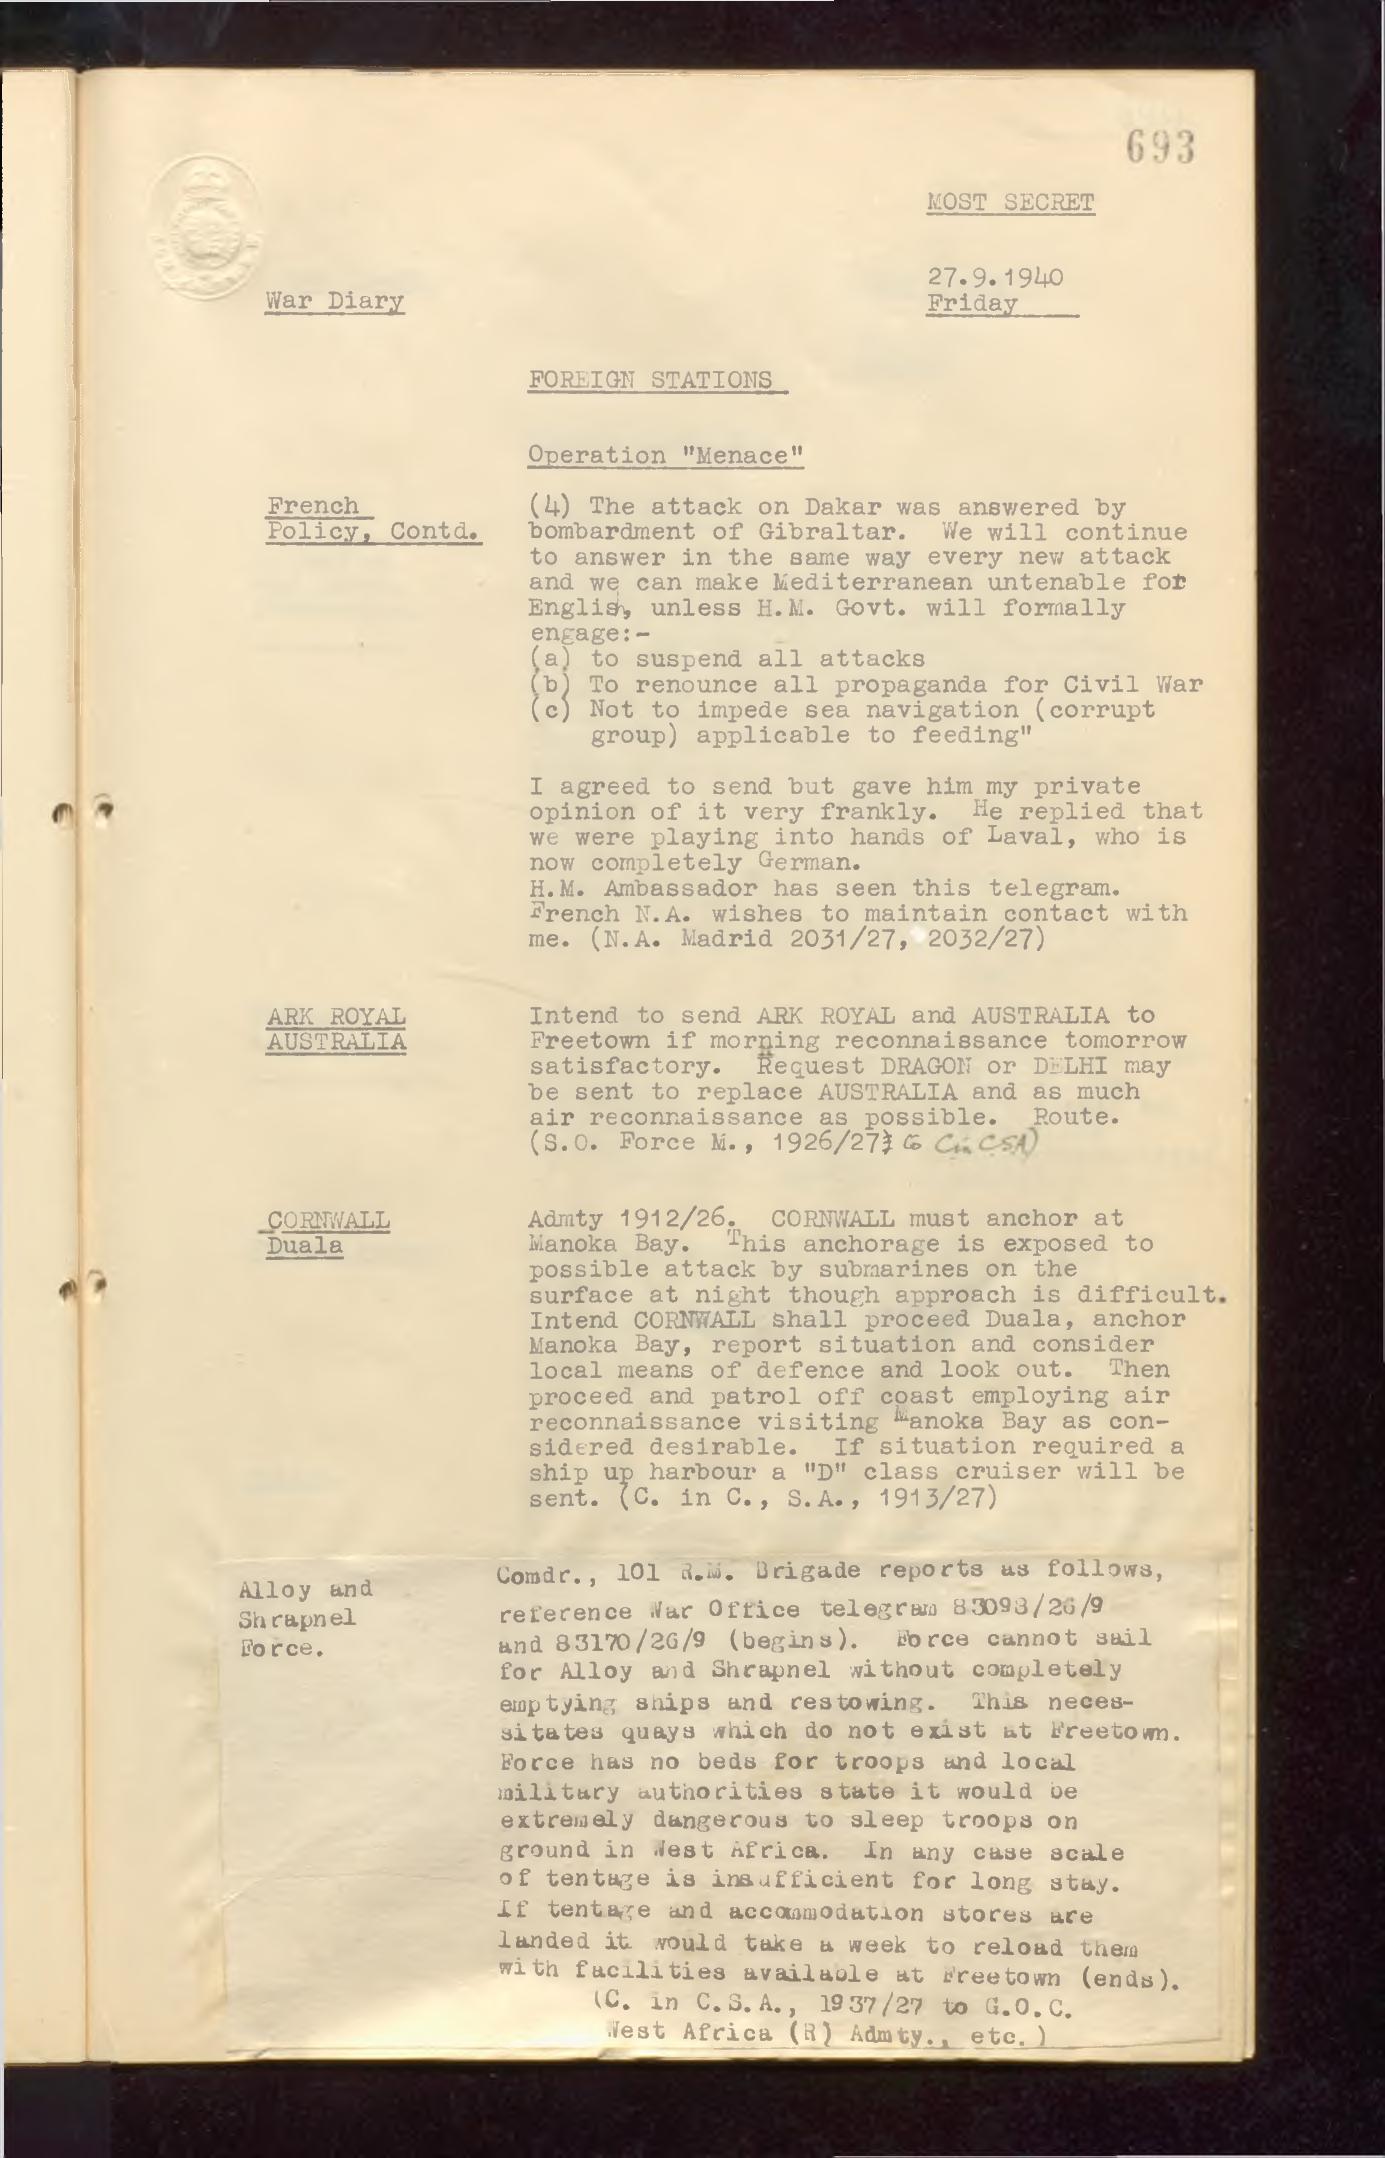 693
MOST SECRET
27.9.1940
Friday
War Diary
FOREIGN STATIONS
Operation "Menace"
French
Policy, Contd.
(4) The attack on Dakar was answered by
bombardment of Gibraltar. We will continue
to answer in the same way every new attack
and we can make Mediterranean untenable for
English, unless H.M. Govt. will formally
engage:-
(a) to suspend all attacks
(b) To renounce all propaganda for Civil War
(c) Not to impede sea navigation (corrupt
group) applicable to feeding"
I agreed to send but gave him my private
opinion of it very frankly. He replied that
we were playing into hands of Laval, who is
now completely German.
H.M. Ambassador has seen this telegram.
French N.A. wishes to maintain contact with
me. (N.A. Madrid 2031/27, 2032/27)
ARK ROYAL
AUSTRALIA
Intend to send ARK ROYAL and AUSTRALIA to
Freetown if morning reconnaissance tomorrow
satisfactory. Request DRAGON or DELHI may
be sent to replace AUSTRALIA and as much
air reconnaissance as possible. Route.
(S.O. Force M., 1926/27 to CinCSA)
CORNWALL
Duala
Admty 1912/26. CORNWALL must anchor at
Manoka Bay. This anchorage is exposed to
possible attack by submarines on the
surface at night though approach is difficult.
Intend CORNWALL shall proceed Duala, anchor
Manoka Bay, report situation and consider
local means of defence and look out. Then
proceed and patrol off coast employing air
reconnaissance visiting Manoka Bay as con-
sidered desirable. If situation required a
ship up harbour a "D" class cruiser will be
sent. (C. in C., S.A., 1913/27)
Alloy and
Shrapnel
Force.
Comdr., 101 R.M. Brigade reports as follows,
reference War Office telegram 83093/26/9
and 83170/26/9 (begins). Force cannot sail
for Alloy and Shrapnel without completely
emptying ships and restowing. This neces-
sitates quays which do not exist at Freetown.
Force has no beds for troops and local
military authorities state it would be
extremely dangerous to sleep troops on
ground in West Africa. In any case scale
of tentage is insufficient for long stay.
If tentage and accommodation stores are
landed it would take a week to reload them
with facilities available at Freetown (ends).
(C. in C.S.A., 1937/27 to G.O.C.
West Africa (R) Admty., etc.)